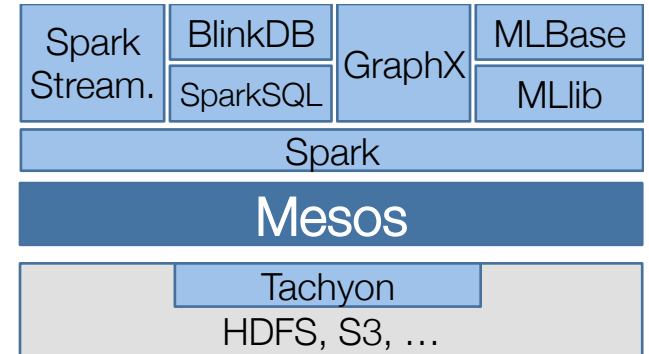 Spark
Stream.
BlinkDB
SparkSQL
GraphX
MLBase
MLlib
Spark
Mesos
Tachyon
HDFS, S3, …